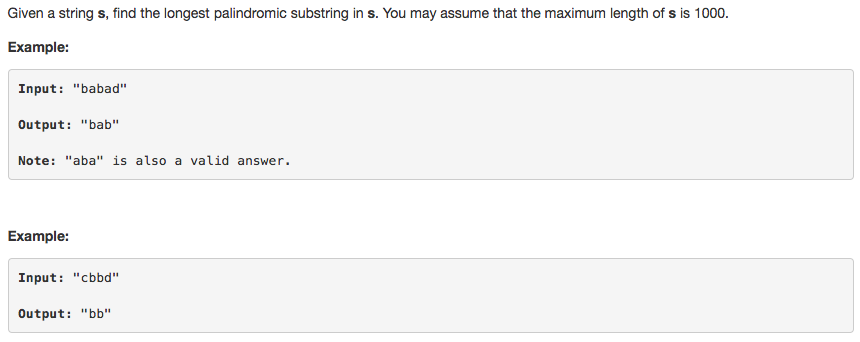 Given a string s, find the longest palindromic substring in s. You may assume that the maximum length of s is 1000.
Example:
Input: "babad"
Output: "bab"
Note: "aba" is also a valid answer.
Example:
Input: "cbbd"
Output: "bb"